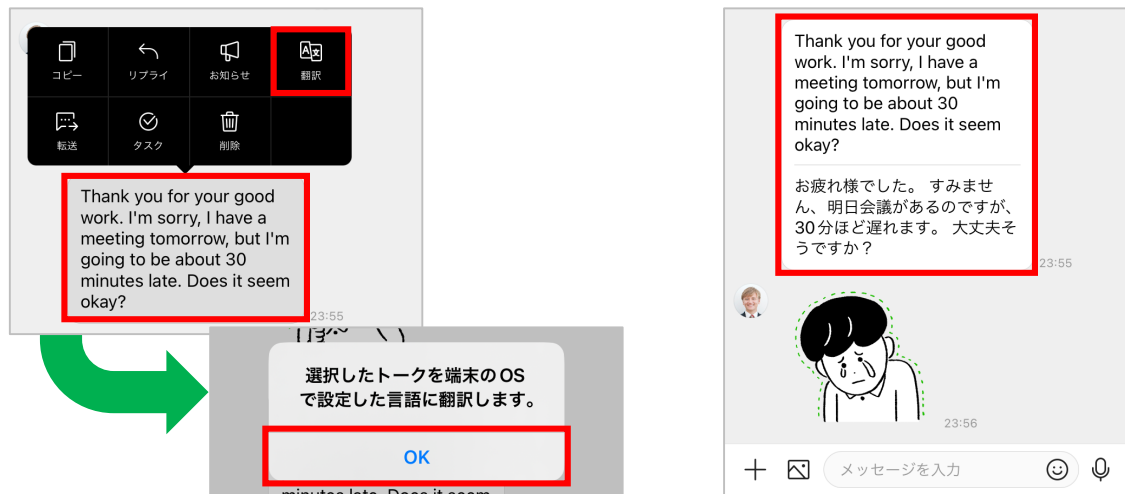 コピー
リプライ
お知らせ
翻訳
転送
タスク
削除
Thank you for your good
work. I'm sorry, I have a
meeting tomorrow, but I'm
going to be about 30
minutes late. Does it seem
okay?
23:55
選択したトークを端末のOS
で設定した言語に翻訳します。
OK
minutes late. Does it seem
Thank you for your good
work. I'm sorry, I have a
meeting tomorrow, but I'm
going to be about 30
minutes late. Does it seem
okay?
お疲れ様でした。 すみませ
ん、明日会議があるのですが、
30分ほど遅れます。 大丈夫そ
うですか？
23:55
23:56
メッセージを入力